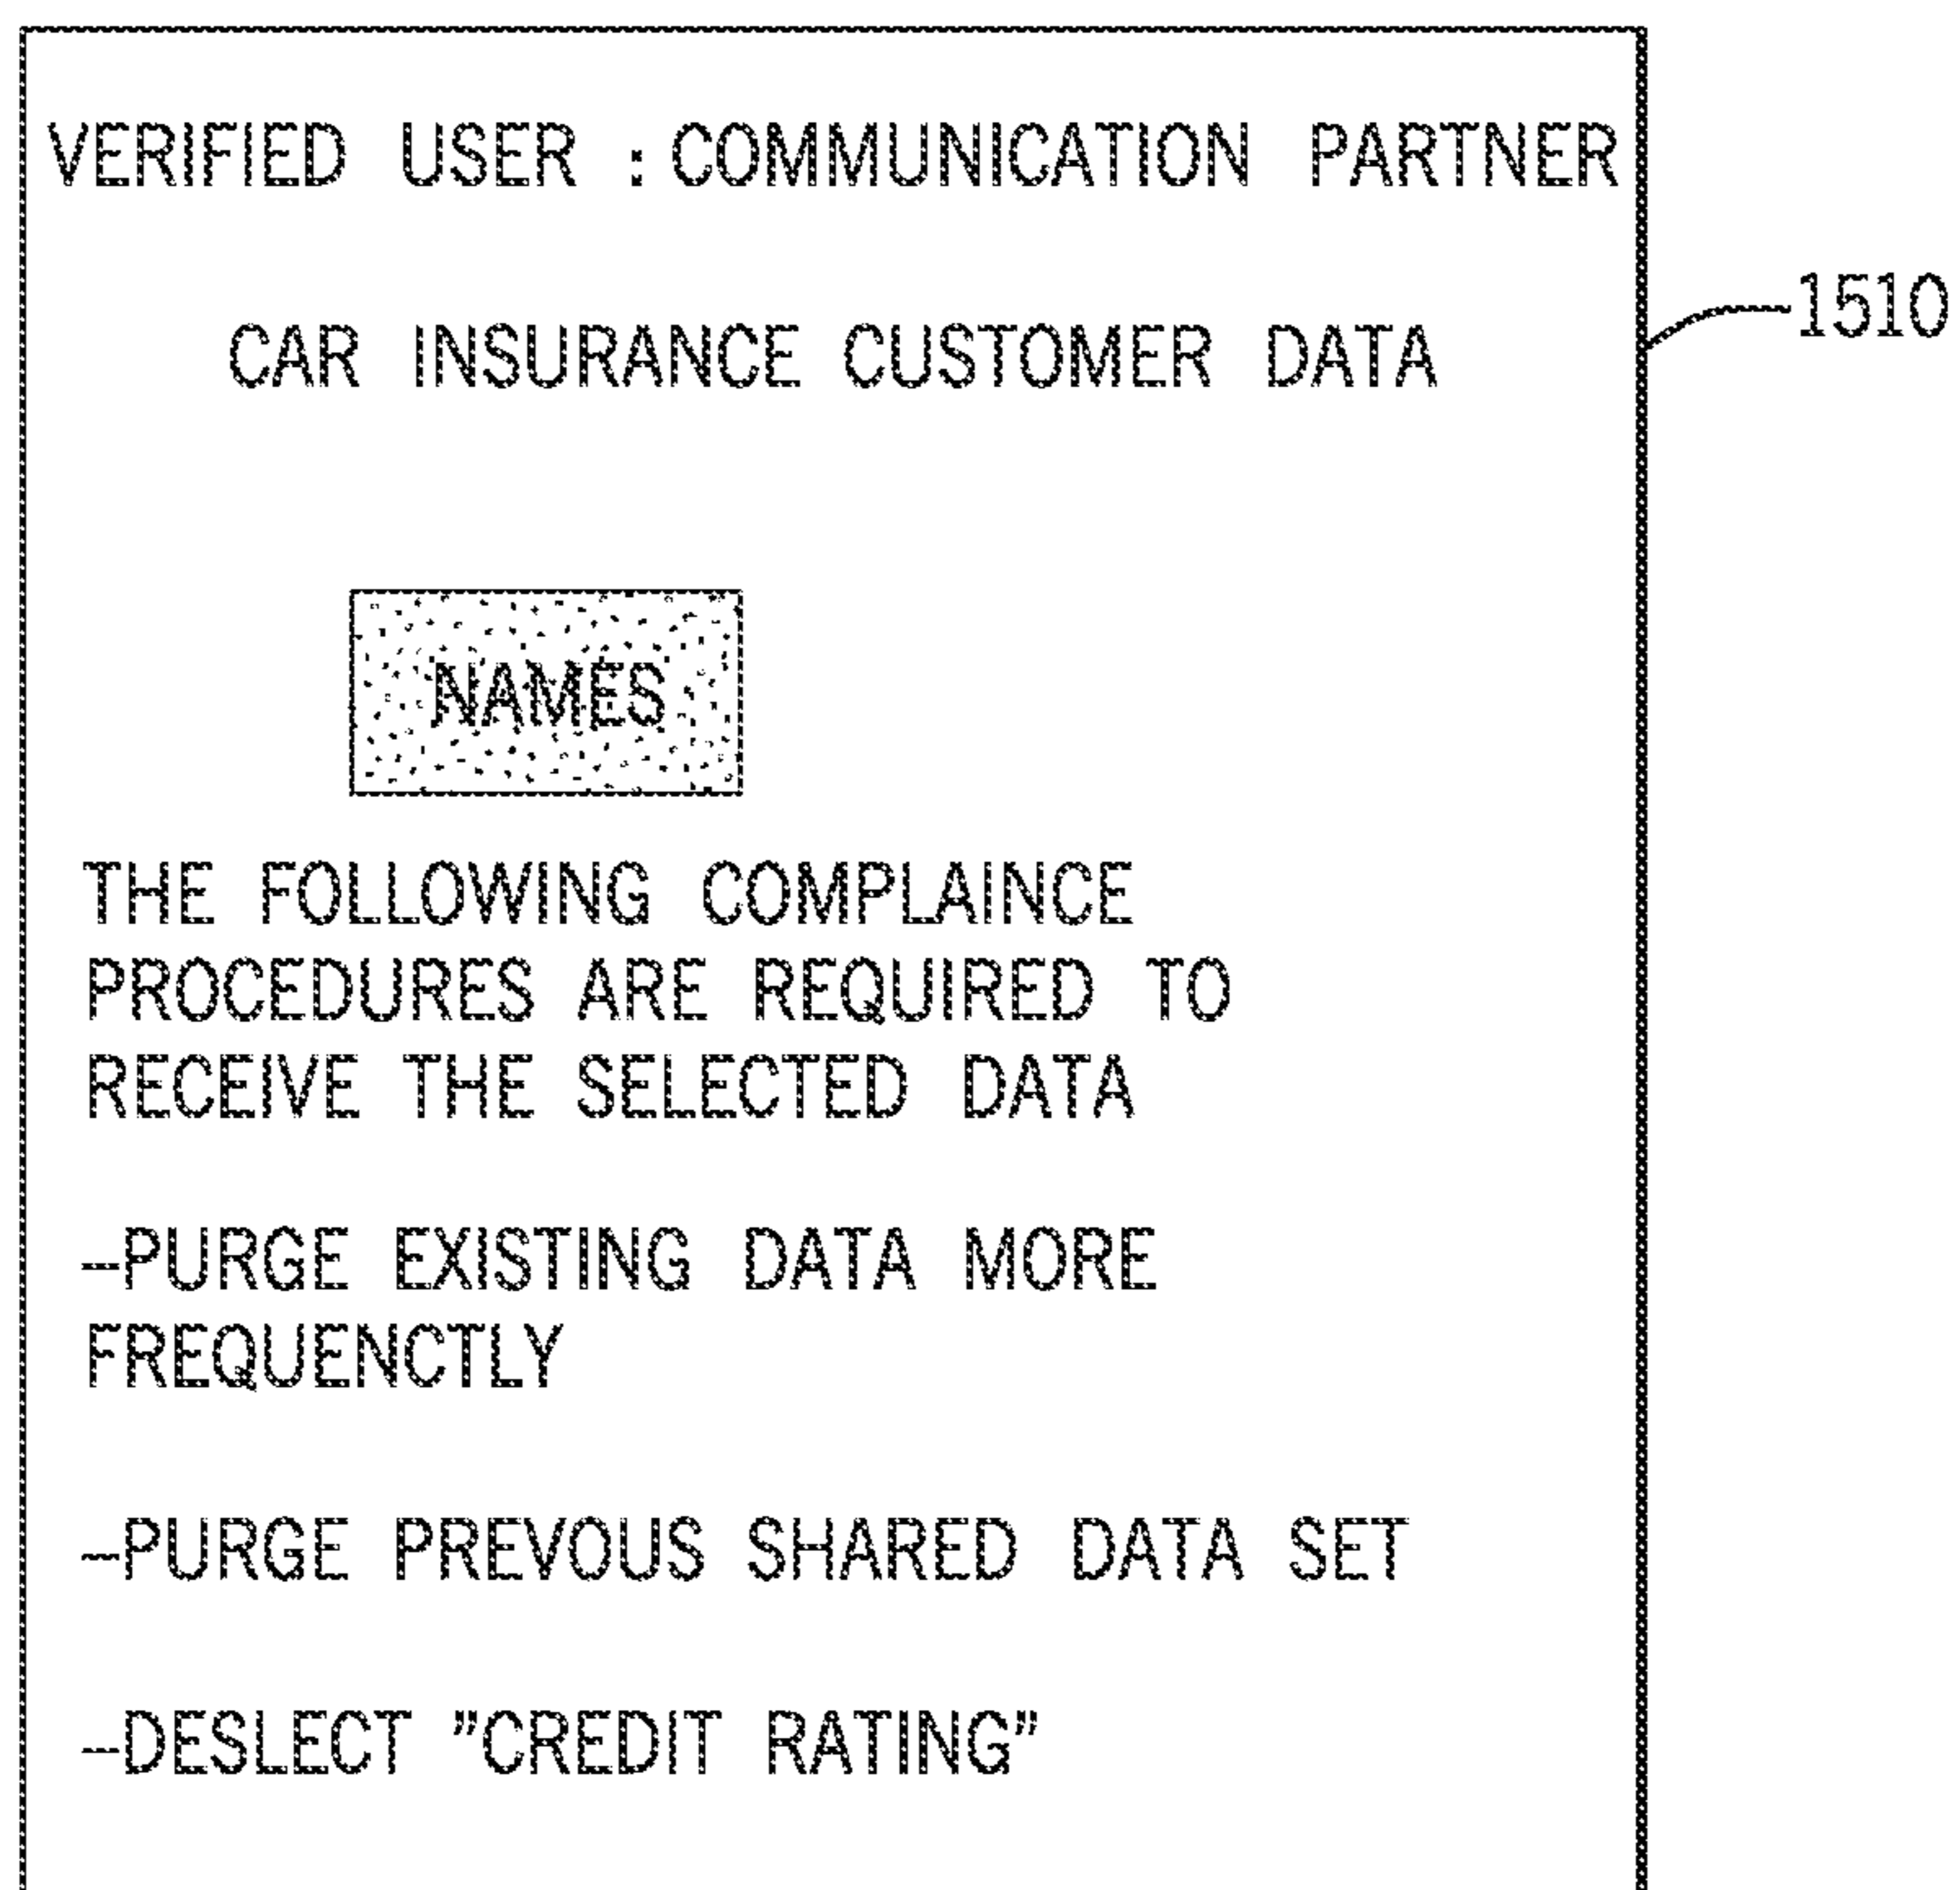 VERIFIED USER : COMMUNICATION PARTNER
CAR INSURANCE CUSTOMER DATA
1510
NAMES
THE FOLLOWING COMPLAINCE
PROCEDURES ARE REQUIRED TO
RECEIVE THE SELECTED DATA
–PURGE EXISTING DATA MORE
FREQUENCTLY
–PURGE PREVOUS SHARED DATA SET
–DESLECT "CREDIT RATING"